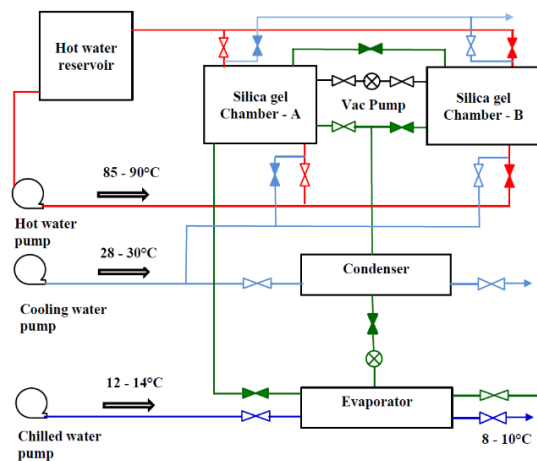 Hot water
reservoir
Silica gel
Chamber - A
Vac Pump
Silica gel
Chamber - B
85 - 90°C
Hot water
pump
28 - 30°C
Condenser
Cooling water
pump
12 - 14°C
Evaporator
Chilled water
pump
8 - 10°C